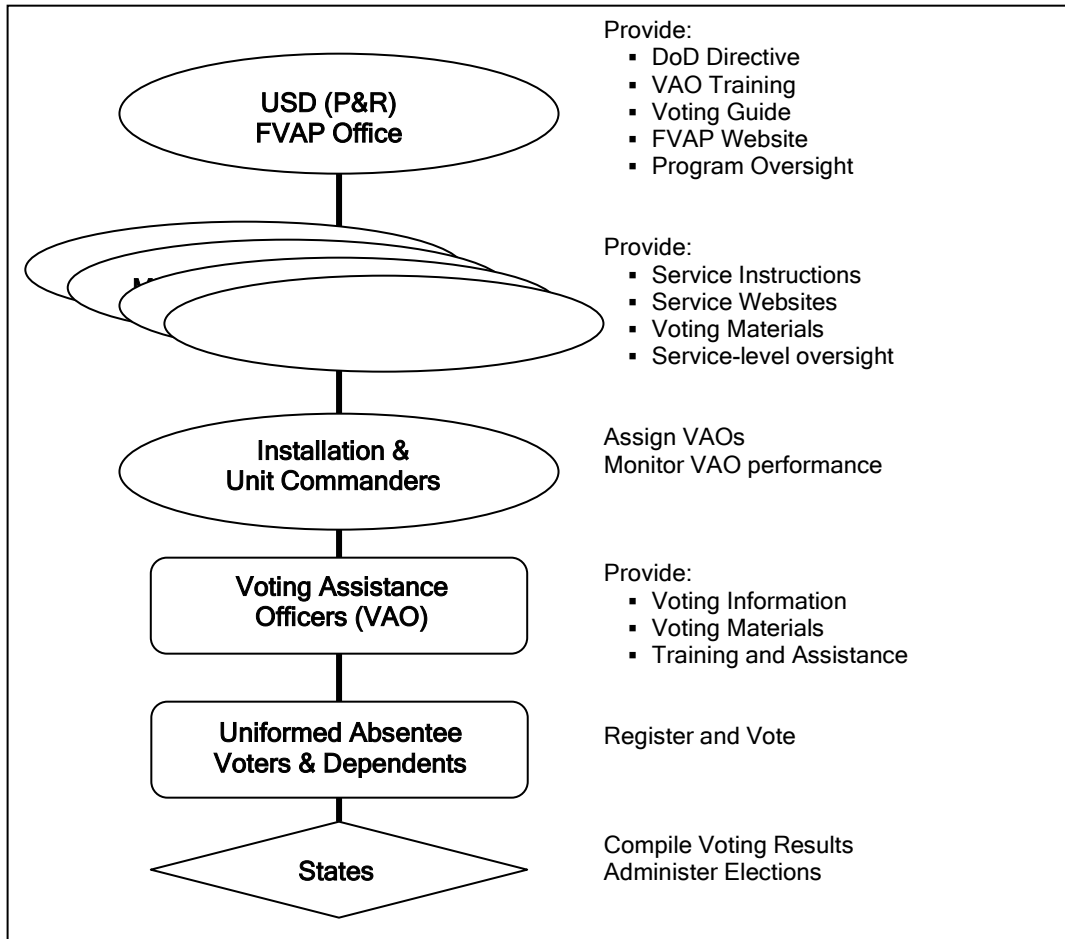 Provide:
▪ DoD Directive
▪ VAO Training
▪ Voting Guide
▪ FVAP Website
▪ Program Oversight
USD (P&R)
FVAP Office
Provide:
▪ Service Instructions
▪ Service Websites
▪ Voting Materials
▪ Service-level oversight
Installation &
Unit Commanders
Assign VAOs
Monitor VAO performance
Voting Assistance
Officers (VAO)
Provide:
▪ Voting Information
▪ Voting Materials
▪ Training and Assistance
Uniformed Absentee
Voters & Dependents
Register and Vote
States
Compile Voting Results
Administer Elections